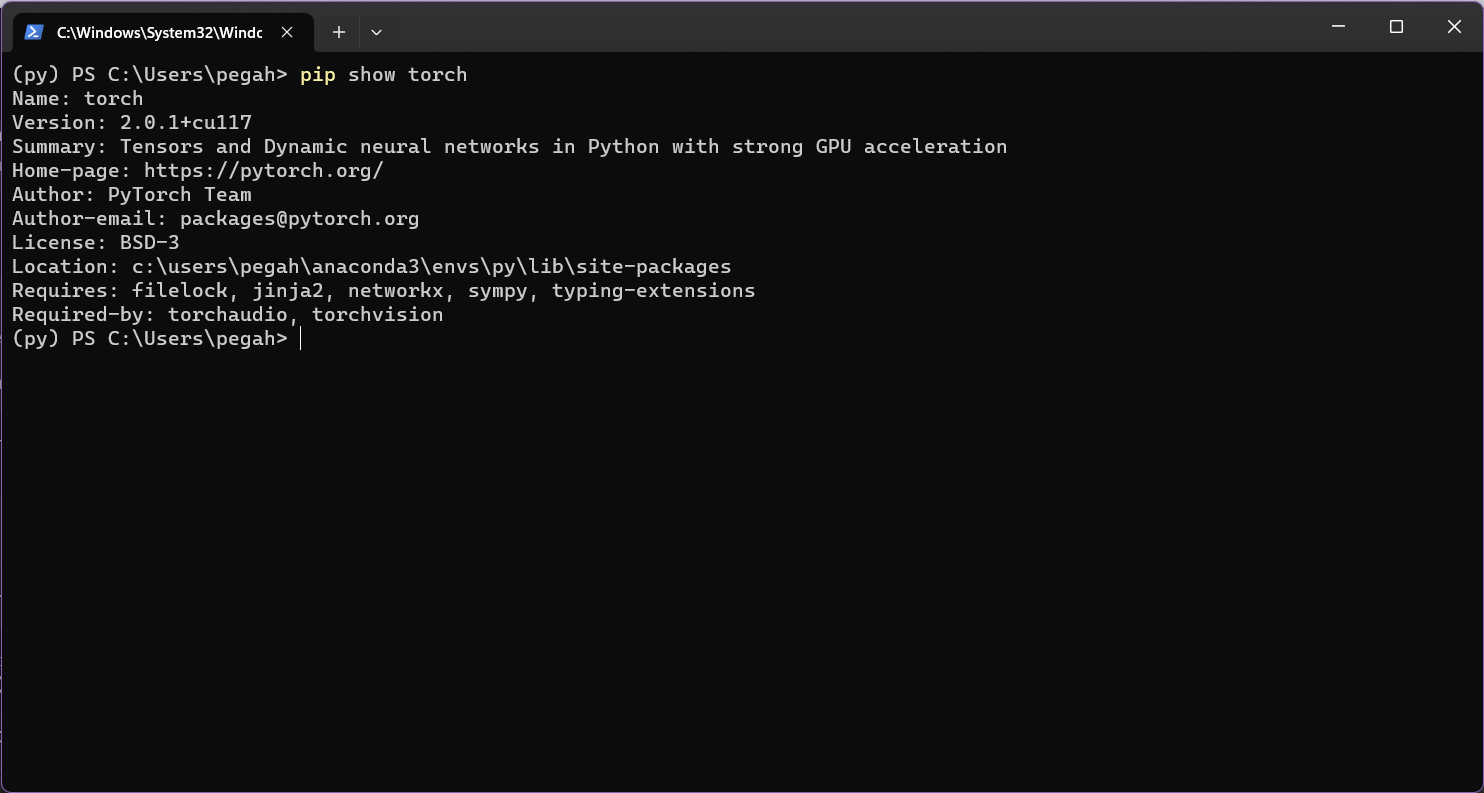 C:\Windows\System32\Windc
(py) PS C:\Users\pegah> pip show torch
Name: torch
Version: 2.0.1+cu117
Summary: Tensors and Dynamic neural networks in Python with strong GPU acceleration
Home-page: https://pytorch.org/
Author: PyTorch Team
Author-email: packages@pytorch.org
License: BSD-3
Location: c:\users\pegah\anaconda3\envs\py\lib\site-packages
Requires: filelock, jinja2, networkx, sympy, typing-extensions
Required-by: torchaudio, torchvision
(py) PS C:\Users\pegah>